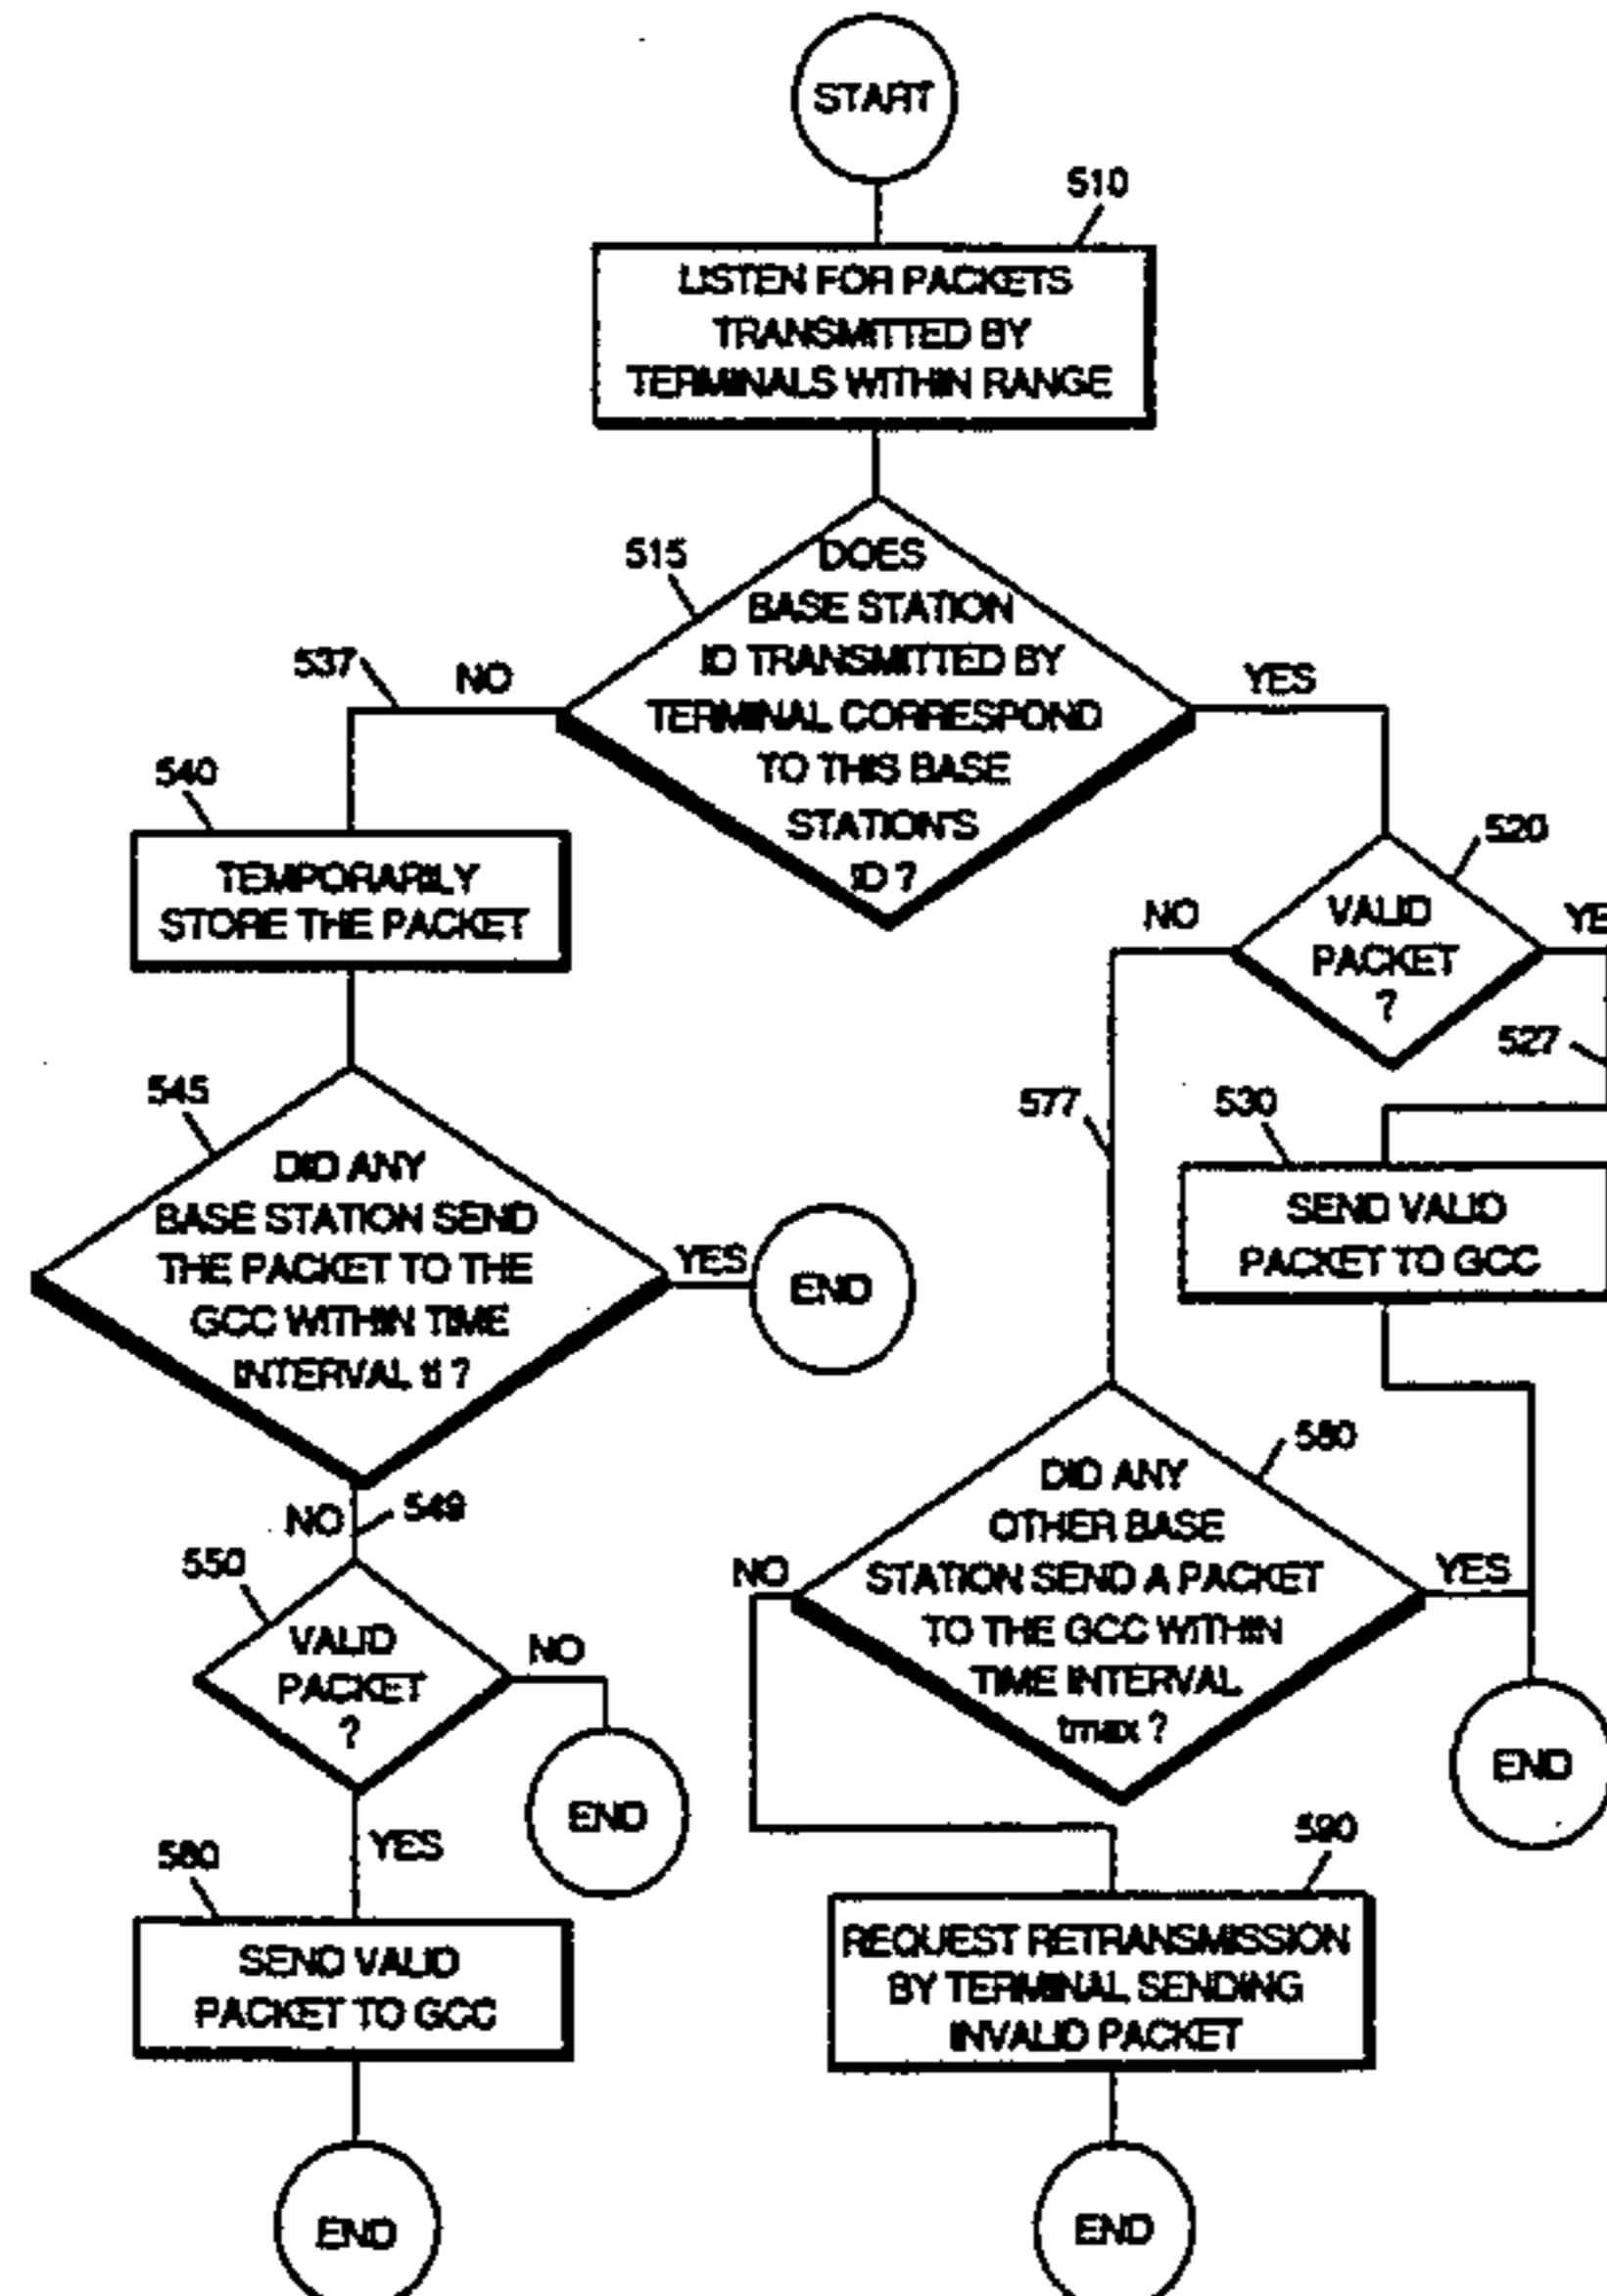 START
510
LISTEN FOR PACKETS
TRANSMITTED BY
TERMINALS WITHIN RANGE
515
DOES
BASE STATION
ID TRANSMITTED BY
TERMINAL CORRESPOND
TO THIS BASE
STATION'S
ID ?
537
NO
YES
540
TEMPORARILY
STORE THE PACKET
520
VALID
PACKET
?
NO
YE
527
545
DID ANY
BASE STATION SEND
THE PACKET TO THE
GCC WITHIN TIME
INTERVAL ti ?
YES
END
577
530
SEND VALID
PACKET TO GCC
NO
549
580
DID ANY
OTHER BASE
STATION SEND A PACKET
TO THE GCC WITHIN
TIME INTERVAL
tmax ?
NO
YES
END
550
VALID
PACKET
?
NO
END
YES
560
SEND VALID
PACKET TO GCC
END
590
REQUEST RETRANSMISSION
BY TERMINAL SENDING
INVALID PACKET
END